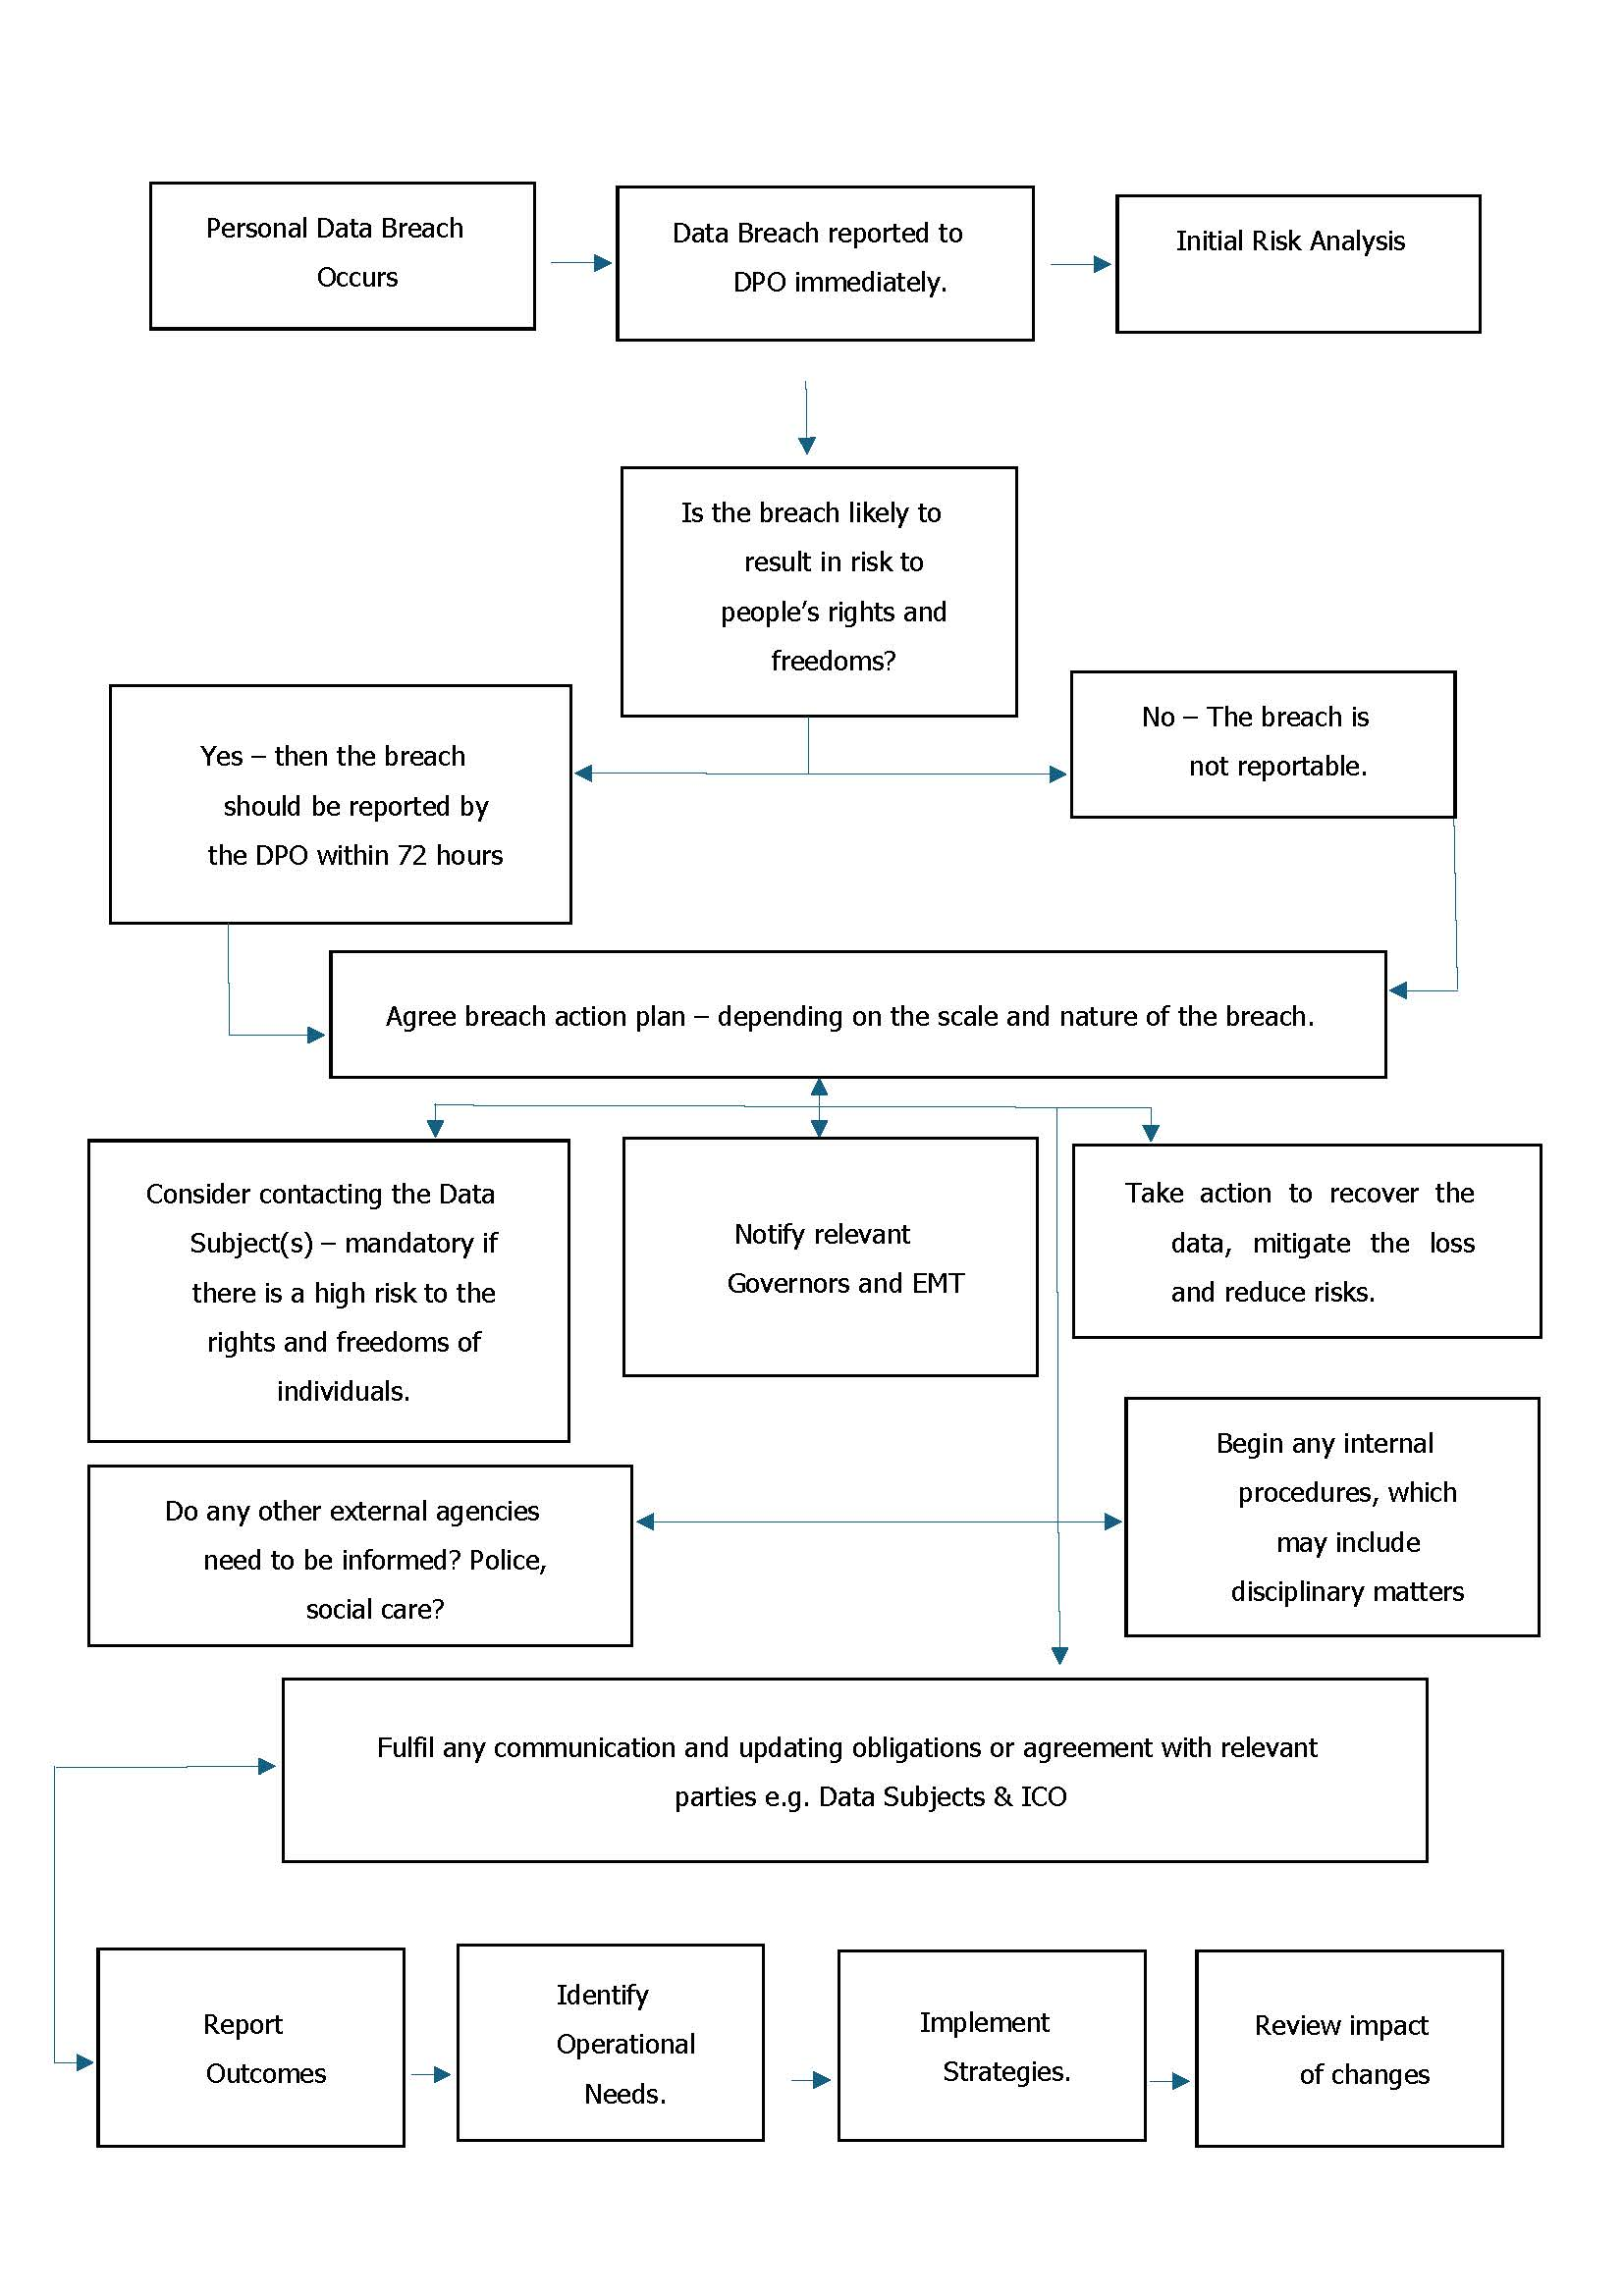 Personal Data Breach
Occurs
Data Breach reported to
DPO immediately.
Initial Risk Analysis
Is the breach likely to
result in risk to
people’s rights and
freedoms?
Yes – then the breach
should be reported by
the DPO within 72 hours
No – The breach is
not reportable.
Agree breach action plan – depending on the scale and nature of the breach.
Consider contacting the Data
Subject(s) – mandatory if
there is a high risk to the
rights and freedoms of
individuals.
Notify relevant
Governors and EMT
Take action to recover the
data, mitigate the loss
and reduce risks.
Do any other external agencies
need to be informed? Police,
social care?
Begin any internal
procedures, which
may include
disciplinary matters
Fulfil any communication and updating obligations or agreement with relevant
parties e.g. Data Subjects & ICO
Report
Outcomes
Identify
Operational
Needs.
Implement
Strategies.
Review impact
of changes